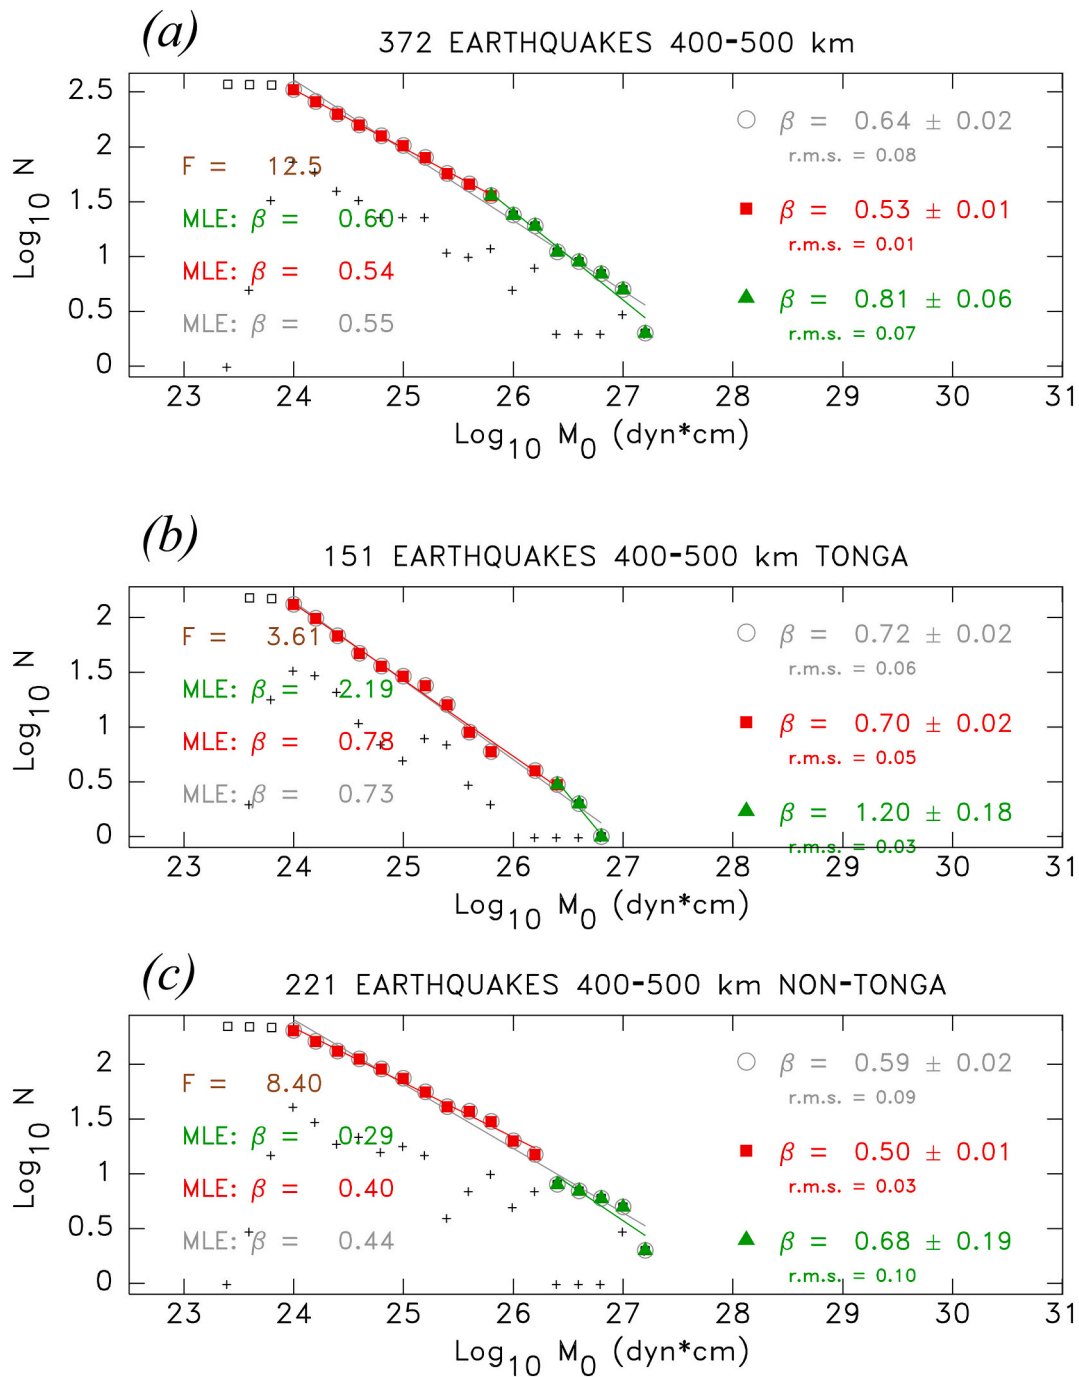 (a)
372 EARTHQUAKES 400-500 km
Log10 N
2.5
2
1.5
1
0.5
0
F = 12.5
MLE: β = 0.60
MLE: β = 0.54
MLE: β = 0.55
β = 0.64 ± 0.02
r.m.s. = 0.08
β = 0.53 ± 0.01
r.m.s. = 0.01
β = 0.81 ± 0.06
r.m.s. = 0.07
23 24 25 26 27 28 29 30 31
Log10 M0 (dyn*cm)
(b)
151 EARTHQUAKES 400-500 km TONGA
Log10 N
2
1.5
1
0.5
0
F = 3.61
MLE: β = 2.19
MLE: β = 0.78
MLE: β = 0.73
β = 0.72 ± 0.02
r.m.s. = 0.06
β = 0.70 ± 0.02
r.m.s. = 0.05
β = 1.20 ± 0.18
r.m.s. = 0.03
23 24 25 26 27 28 29 30 31
Log10 M0 (dyn*cm)
(c)
221 EARTHQUAKES 400-500 km NON-TONGA
Log10 N
2
1.5
1
0.5
0
F = 8.40
MLE: β = 0.29
MLE: β = 0.40
MLE: β = 0.44
β = 0.59 ± 0.02
r.m.s. = 0.09
β = 0.50 ± 0.01
r.m.s. = 0.03
β = 0.68 ± 0.19
r.m.s. = 0.10
23 24 25 26 27 28 29 30 31
Log10 M0 (dyn*cm)